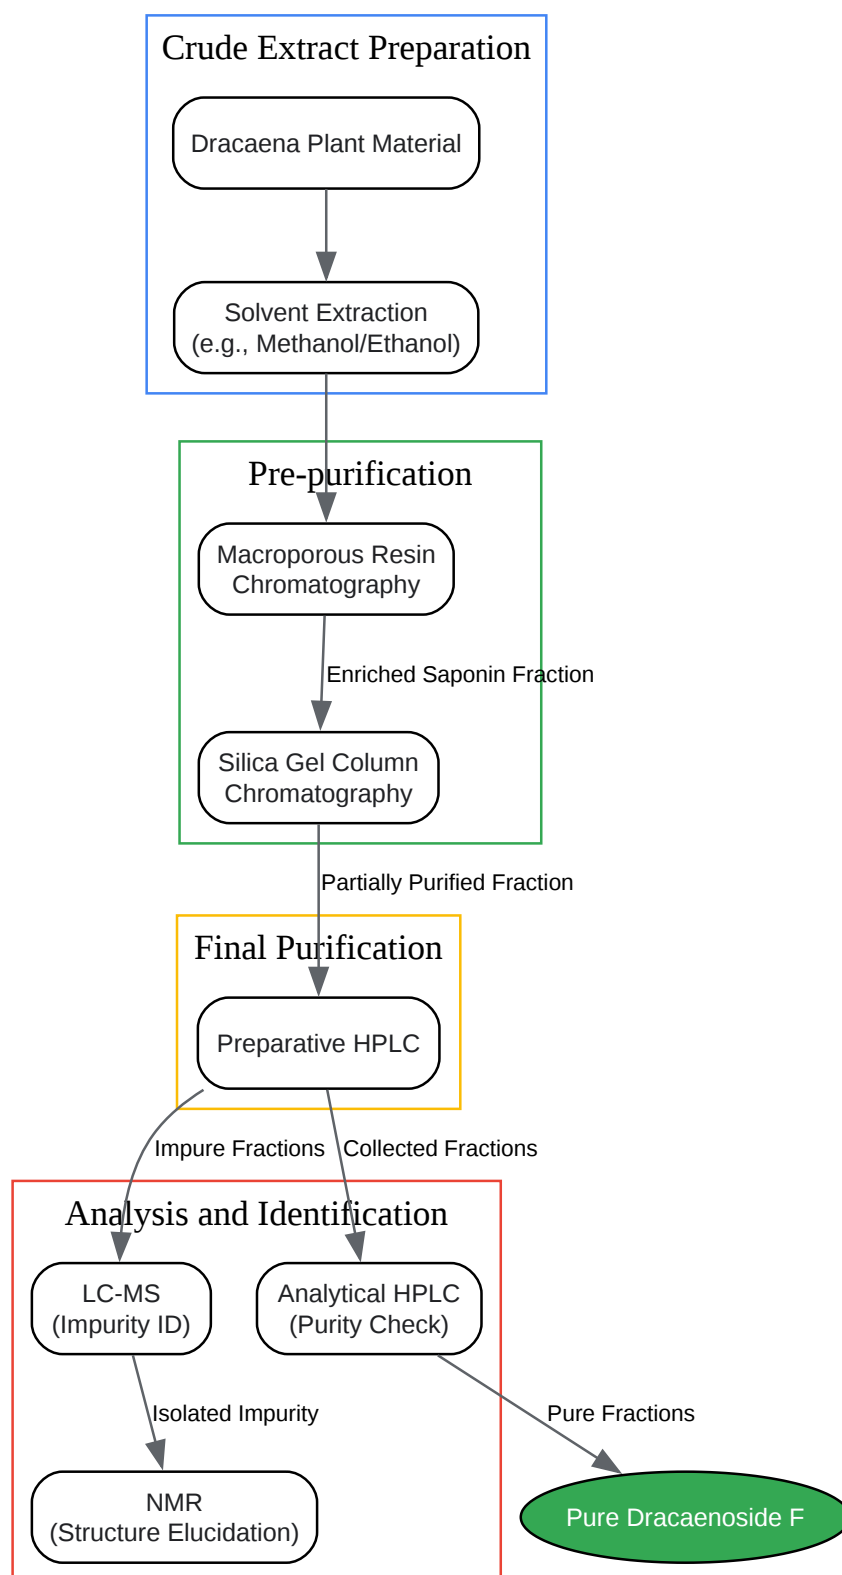 Crude Extract Preparation
Dracaena Plant Material
Solvent Extraction
(e.g., Methanol/Ethanol)
Pre-purification
Macroporous Resin
Chromatography
Enriched Saponin Fraction
Silica Gel Column
Chromatography
Partially Purified Fraction
Final Purification
Preparative HPLC
Impure Fractions
Collected Fractions
Analysis and Identification
LC-MS
(Impurity ID)
Analytical HPLC
(Purity Check)
Isolated Impurity
Pure Fractions
NMR
(Structure Elucidation)
Pure Dracaenoside F